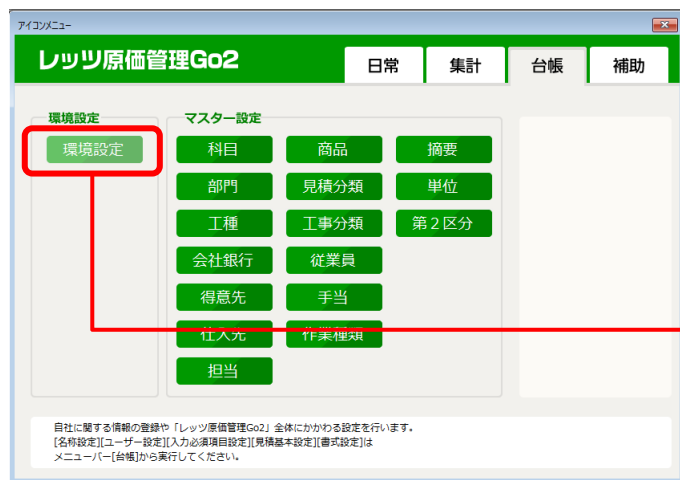 アイコンメニュー
レッツ原価管理Go2
日常 集計 台帳 補助
環境設定 マスター設定
環境設定 科目 商品 摘要
部門 見積分類 単位
工種 工事分類 第2区分
会社銀行 従業員
得意先 手当
仕入先 作業種類
担当
自社に関する情報の登録や「レッツ原価管理Go2」全体にかかわる設定を行います。
[名称設定][ユーザー設定][入力必須項目設定][見積基本設定][書式設定]は
メニューバー[台帳]から実行してください。